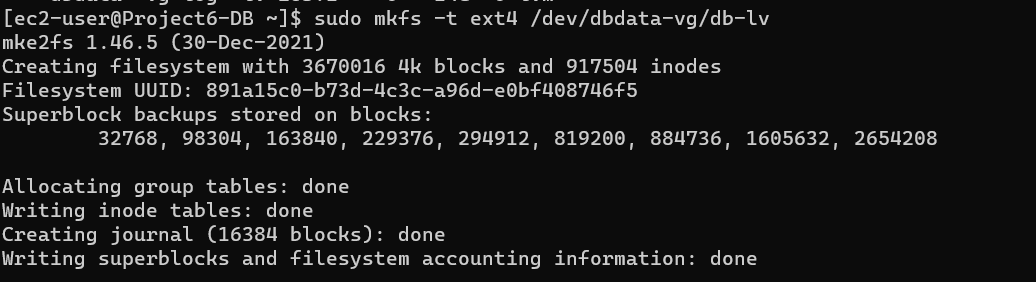 [ec2-user@Project6-DB ~]$ sudo mkfs -t ext4 /dev/dbdata-vg/db-lv
mke2fs 1.46.5 (30-Dec-2021)
Creating filesystem with 3670016 4k blocks and 917504 inodes
Filesystem UUID: 891a15c0-b73d-4c3c-a96d-e0bf408746f5
Superblock backups stored on blocks:
32768, 98304, 163840, 229376, 294912, 819200, 884736, 1605632, 2654208
Allocating group tables: done
Writing inode tables: done
Creating journal (16384 blocks): done
Writing superblocks and filesystem accounting information: done